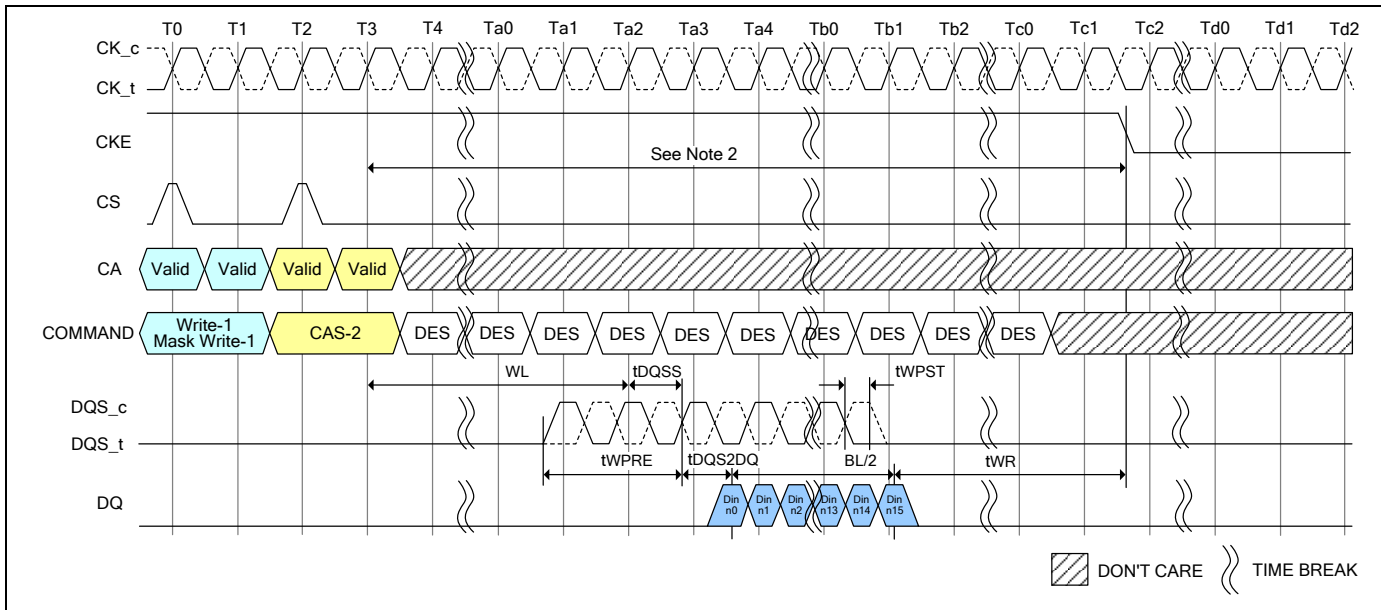 T0 T1 T2 T3 T4 Ta0 Ta1 Ta2 Ta3 Ta4 Tb0 Tb1 Tb2 Tc0 Tc1 Tc2 Td0 Td1 Td2
CK_c
CK_t
CKE
See Note 2
CS
CA Valid Valid Valid Valid
COMMAND Write-1 Mask Write-1 CAS-2 DES DES DES DES DES DES DES DES DES DES
WL tDQSS tWPST
DQS_c
DQS_t
tWPRE tDQS2DQ BL/2 tWR
DQ Din n0 Din n1 Din n2 Din n13 Din n14 Din n15
DON'T CARE TIME BREAK